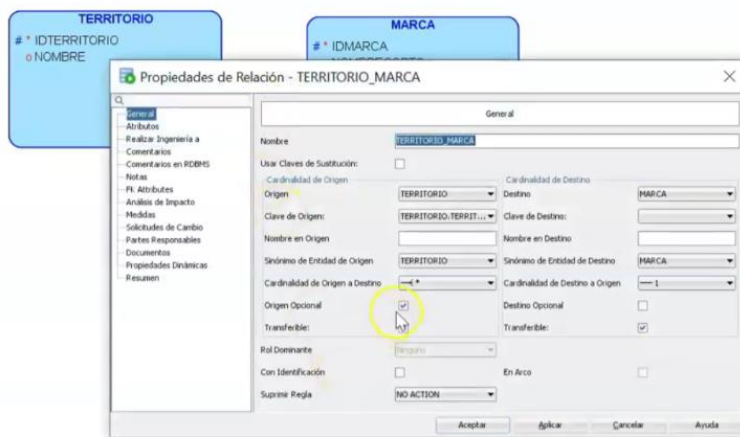 TERRITORIO
# * IDTERRITORIO
o NOMBRE
MARCA
# * IDMARCA
Propiedades de Relación - TERRITORIO_MARCA
General
Atributos
Realizar Ingeniería a
Comentarios
Comentarios en RDBMS
Notas
FK Attributes
Análisis de Impacto
Medidas
Solicitudes de Cambio
Partes Responsables
Documentos
Propiedades Dinámicas
Resumen
General
Nombre TERRITORIO_MARCA
Usar Claves de Sustitución:
Cardinalidad de Origen Cardinalidad de Destino
Origen TERRITORIO Destino MARCA
Clave de Origen: TERRITORIO.TERRIT... Clave de Destino:
Nombre en Origen Nombre en Destino
Sinónimo de Entidad de Origen TERRITORIO Sinónimo de Entidad de Destino MARCA
Cardinalidad de Origen a Destino * Cardinalidad de Destino a Origen 1
Origen Opcional Destino Opcional
Transferible: Transferible:
Rol Dominante Ninguno
Con Identificación En Arco
Suprimir Regla NO ACTION
Aceptar Aplicar Cancelar Ayuda